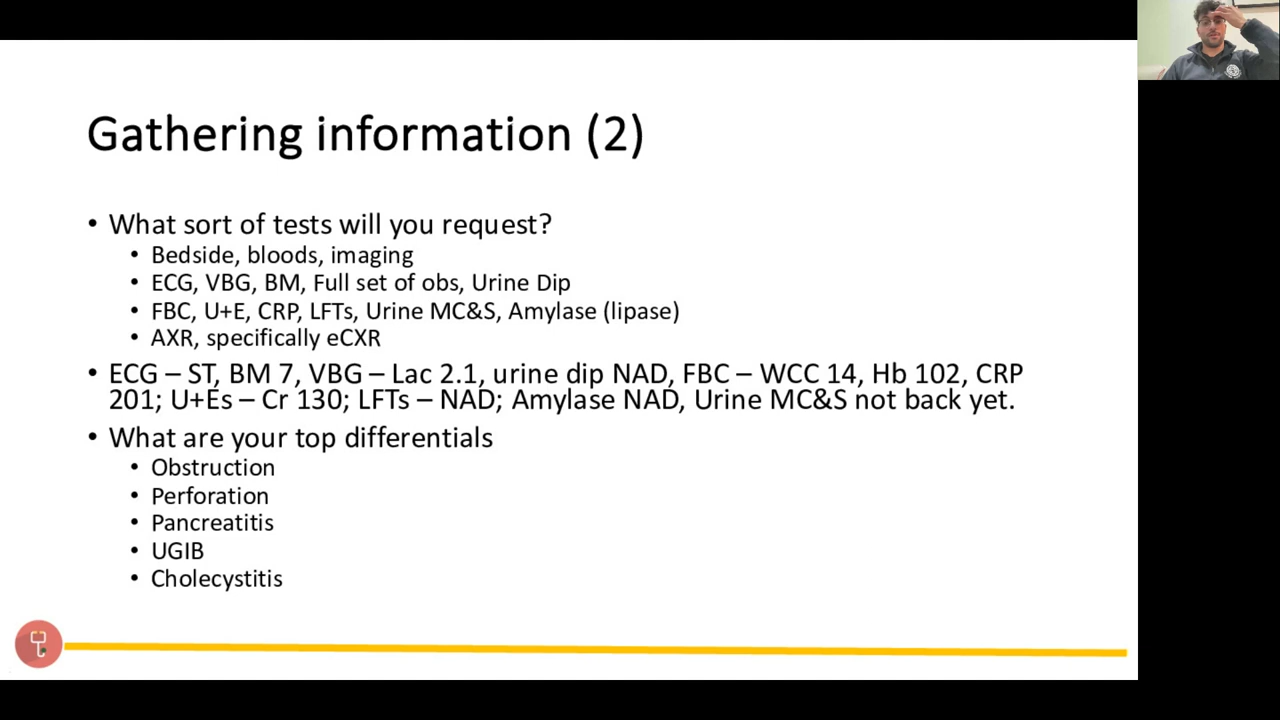 Gathering information (2)
• What sort of tests will you request?
• Bedside, bloods, imaging
• ECG, VBG, BM, Full set of obs, Urine Dip
• FBC, U+E, CRP, LFTs, Urine MC&S, Amylase (lipase)
• AXR, specifically eCXR
• ECG – ST, BM 7, VBG – Lac 2.1, urine dip NAD, FBC – WCC 14, Hb 102, CRP
201; U+Es – Cr 130; LFTs – NAD; Amylase NAD, Urine MC&S not back yet.
• What are your top differentials
• Obstruction
• Perforation
• Pancreatitis
• UGIB
• Cholecystitis